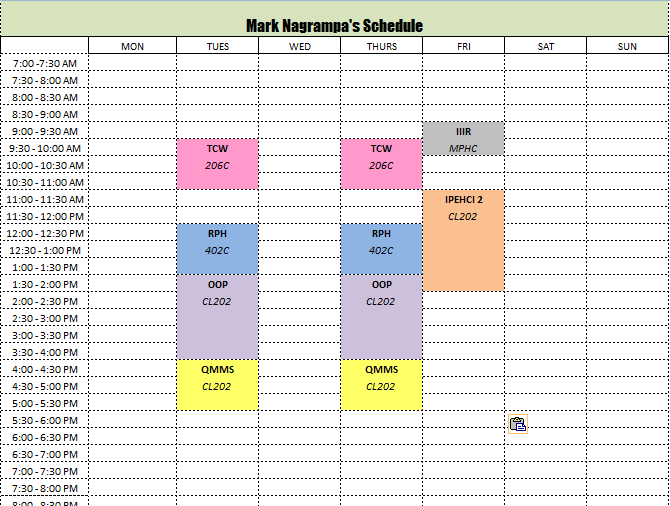 Mark Nagrampa's Schedule
MON TUES WED THURS FRI SAT SUN
7:00 -7:30 AM
7:30 - 8:00 AM
8:00 - 8:30 AM
8:30 - 9:00 AM
9:00 - 9:30 AM IIIR
9:30 - 10:00 AM TCW TCW MPHC
10:00 - 10:30 AM 206C 206C
10:30 - 11:00 AM
11:00 - 11:30 AM IPEHCI 2
11:30 - 12:00 PM CL202
12:00 - 12:30 PM RPH RPH
12:30 - 1:00 PM 402C 402C
1:00 - 1:30 PM
1:30 - 2:00 PM OOP OOP
2:00 - 2:30 PM CL202 CL202
2:30 - 3:00 PM
3:00 - 3:30 PM
3:30 - 4:00 PM
4:00 - 4:30 PM QMMS QMMS
4:30 - 5:00 PM CL202 CL202
5:00 - 5:30 PM
5:30 - 6:00 PM
6:00 - 6:30 PM
6:30 - 7:00 PM
7:00 - 7:30 PM
7:30 - 8:00 PM
8:00 - 8:30 PM